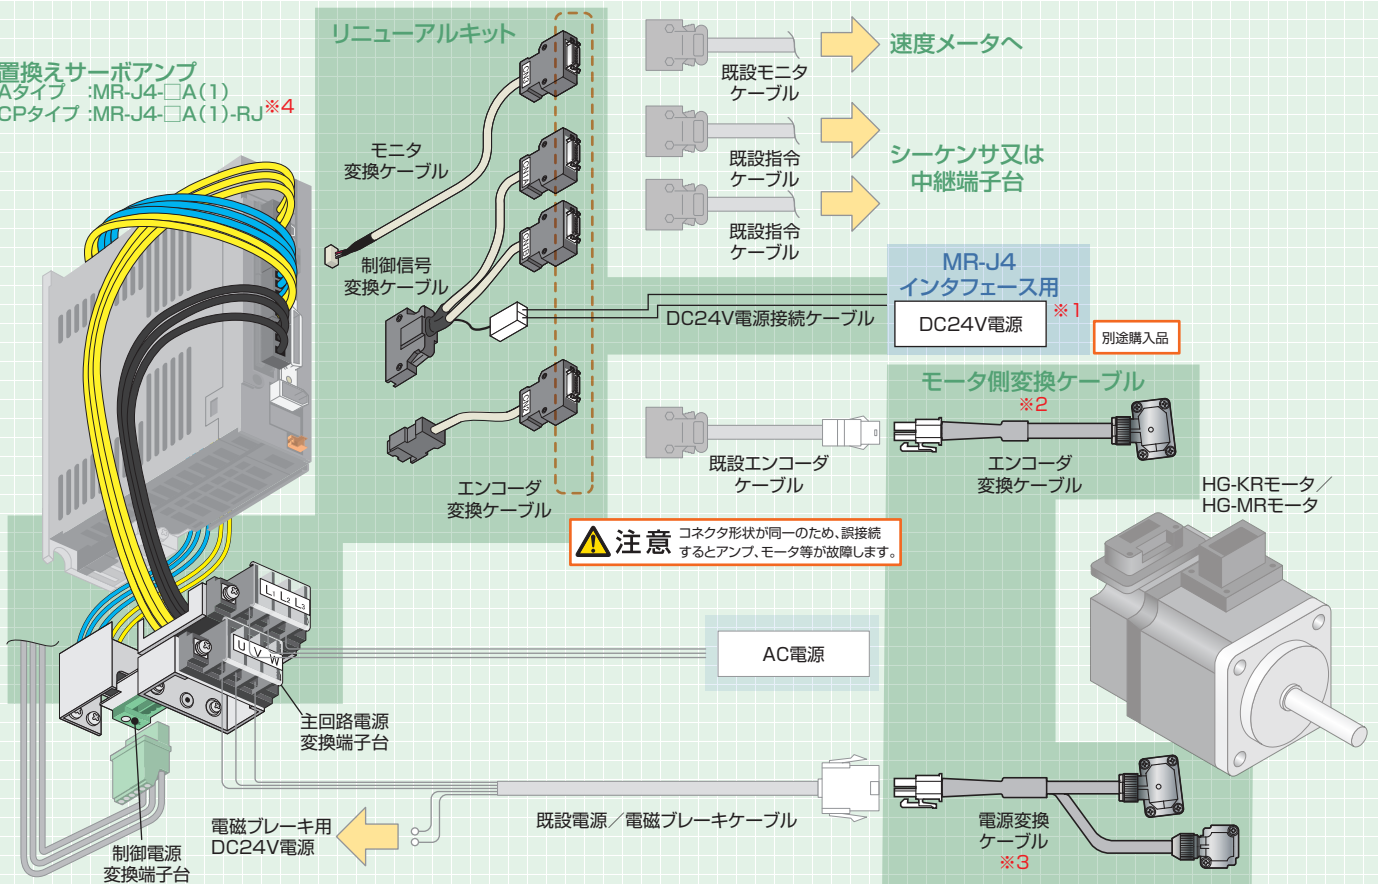 リニューアルキット
置換えサーボアンプ
Aタイプ :MR-J4-□A(1)
CPタイプ :MR-J4-□A(1)-RJ※4
モニタ
変換ケーブル
CN3
CN1A
CN1B
制御信号
変換ケーブル
既設モニタ
ケーブル
速度メータへ
既設指令
ケーブル
シーケンサ又は
中継端子台
既設指令
ケーブル
DC24V電源接続ケーブル
MR-J4
インタフェース用
DC24V電源
※1
別途購入品
CN2
エンコーダ
変換ケーブル
既設エンコーダ
ケーブル
モータ側変換ケーブル
※2
エンコーダ
変換ケーブル
HG-KRモータ/
HG-MRモータ
注意
コネクタ形状が同一のため、誤接続
するとアンプ、モータ等が故障します。
L1 L2 L3
U V W
AC電源
主回路電源
変換端子台
制御電源
変換端子台
電磁ブレーキ用
DC24V電源
既設電源/電磁ブレーキケーブル
電源変換
ケーブル
※3